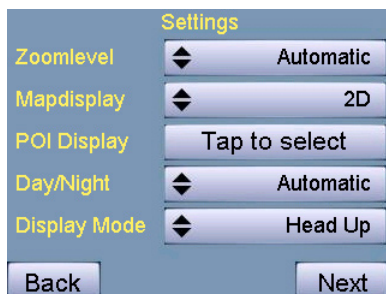 Settings
Zoomlevel Automatic
Mapdisplay 2D
POI Display Tap to select
Day/Night Automatic
Display Mode Head Up
Back Next